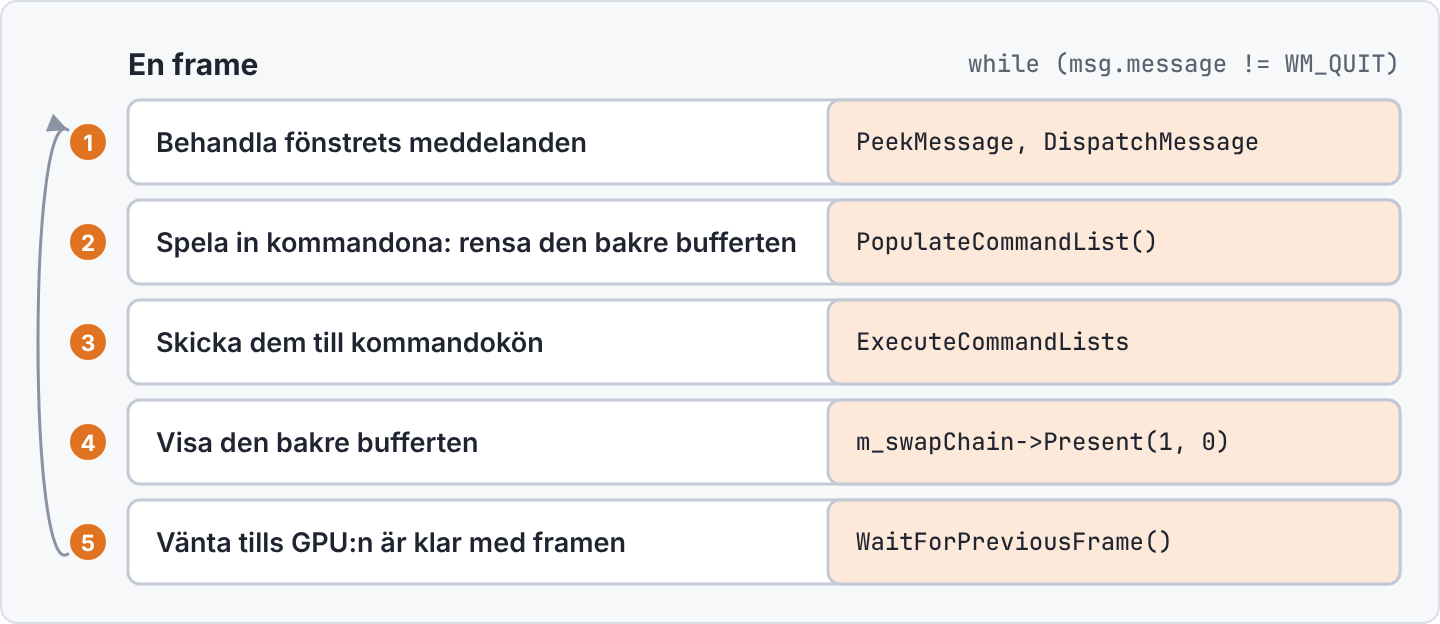 En frame
while (msg.message != WM_QUIT)
1 Behandla fönstrets meddelanden PeekMessage, DispatchMessage
2 Spela in kommandona: rensa den bakre bufferten PopulateCommandList()
3 Skicka dem till kommandokön ExecuteCommandLists
4 Visa den bakre bufferten m_swapChain->Present(1, 0)
5 Vänta tills GPU:n är klar med framen WaitForPreviousFrame()